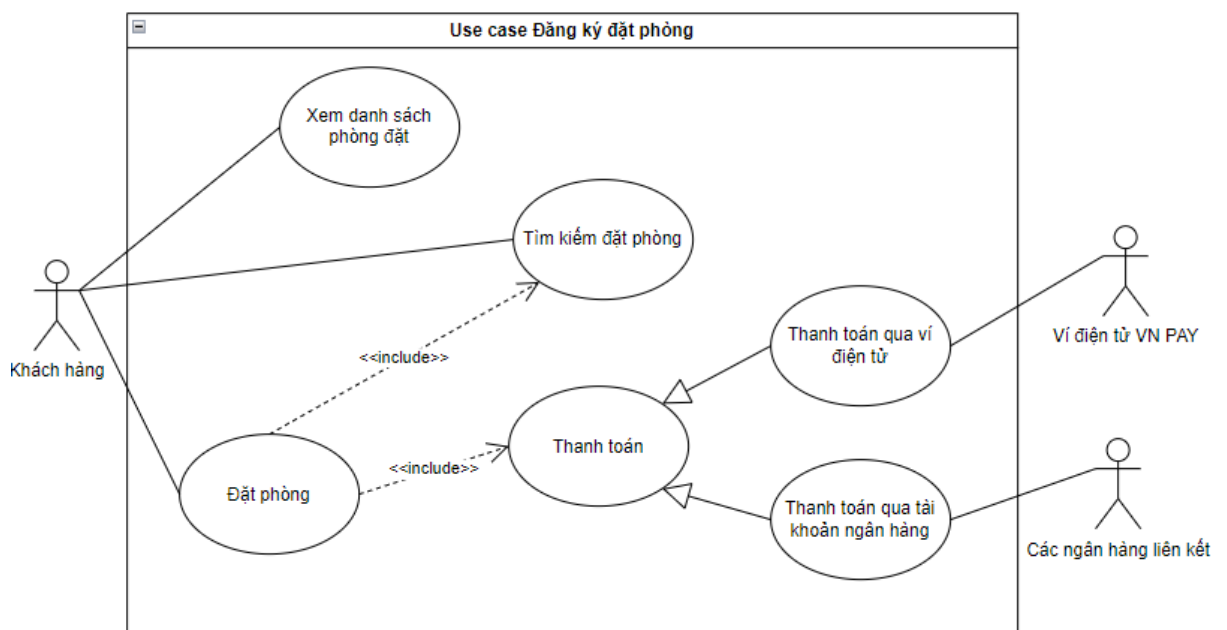 Use case Đăng ký đặt phòng
Xem danh sách
phòng đặt
Tìm kiếm đặt phòng
Thanh toán qua ví
điện tử
Ví điện tử VN PAY
<<include>>
Khách hàng
Thanh toán
<<include>>
Đặt phòng
Thanh toán qua tài
khoản ngân hàng
Các ngân hàng liên kết